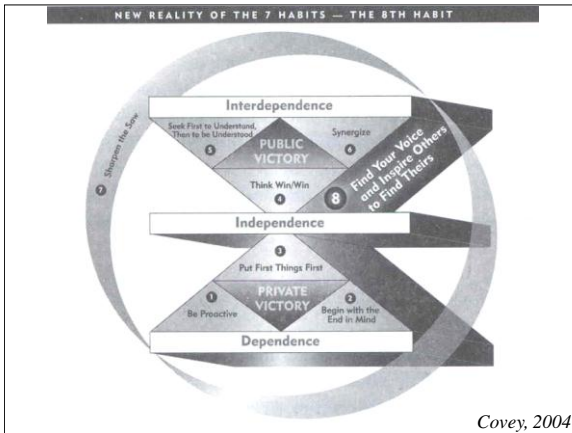 NEW REALITY OF THE 7 HABITS — THE 8TH HABIT
Interdependence
Seek First to Understand,
Then to be Understood
5
PUBLIC
VICTORY
Synergize
6
Think Win/Win
4
8
Find Your Voice
and Inspire Others
to Find Theirs
7
Sharpen the Saw
Independence
3
Put First Things First
1
Be Proactive
PRIVATE
VICTORY
2
Begin with the
End in Mind
Dependence
Covey, 2004